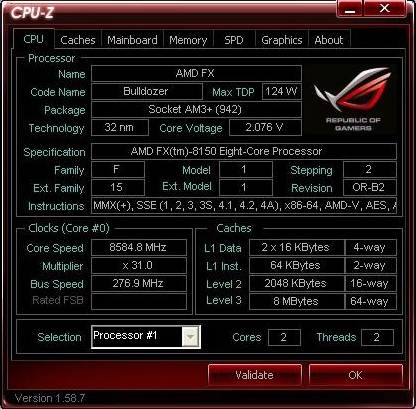 CPU-Z
CPU Caches Mainboard Memory SPD Graphics About
Processor
Name AMD FX
Code Name Bulldozer Max TDP 124 W
Package Socket AM3+ (942)
Technology 32 nm Core Voltage 2.076 V
REPUBLIC OF
GAMERS
Specification AMD FX(tm)-8150 Eight-Core Processor
Family F Model 1 Stepping 2
Ext. Family 15 Ext. Model 1 Revision OR-B2
Instructions MMX(+), SSE (1, 2, 3, 3S, 4.1, 4.2, 4A), x86-64, AMD-V, AES,
Clocks (Core #0) Caches
Core Speed 8584.8 MHz L1 Data 2 x 16 KBytes 4-way
Multiplier x 31.0 L1 Inst. 64 KBytes 2-way
Bus Speed 276.9 MHz Level 2 2048 KBytes 16-way
Rated FSB Level 3 8 MBytes 64-way
Selection Processor #1 Cores 2 Threads 2
Validate OK
Version 1.58.7